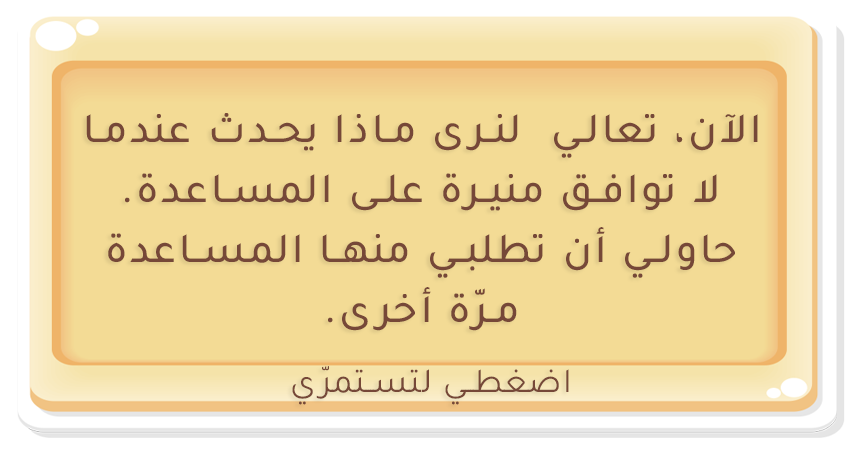 الآن، تعالي لنرى ماذا يحدث عندما
لا توافق منيرة على المساعدة.
حاولي أن تطلبي منها المساعدة
مرّة أخرى.
اضغطي لتستمرّي